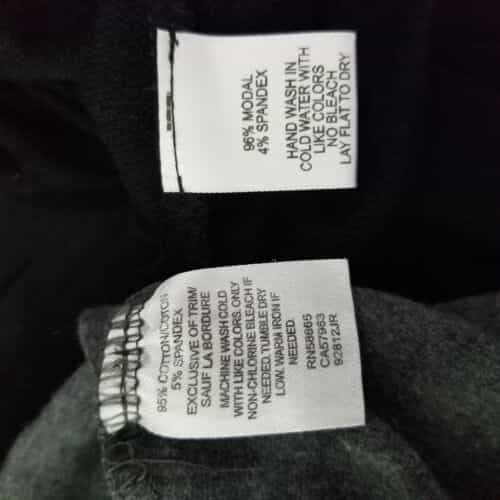 96% MODAL
4% SPANDEX
HAND WASH IN
COLD WATER WITH
LIKE COLORS
NO BLEACH
LAY FLAT TO DRY
95% COTTON/COTON
5% SPANDEX
EXCLUSIVE OF TRIM/
SAUF LA BORDURE
MACHINE WASH COLD
WITH LIKE COLORS. ONLY
NON-CHLORINE BLEACH IF
NEEDED. TUMBLE DRY
LOW. WARM IRON IF
NEEDED.
RN58865
CA57963
92812JR